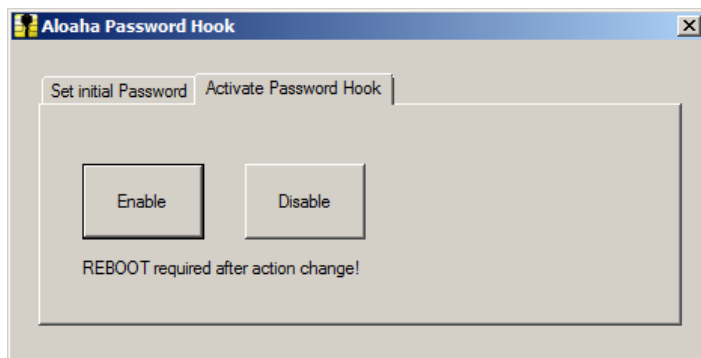 Aloaha Password Hook
Set initial Password
Activate Password Hook
Enable
Disable
REBOOT required after action change!